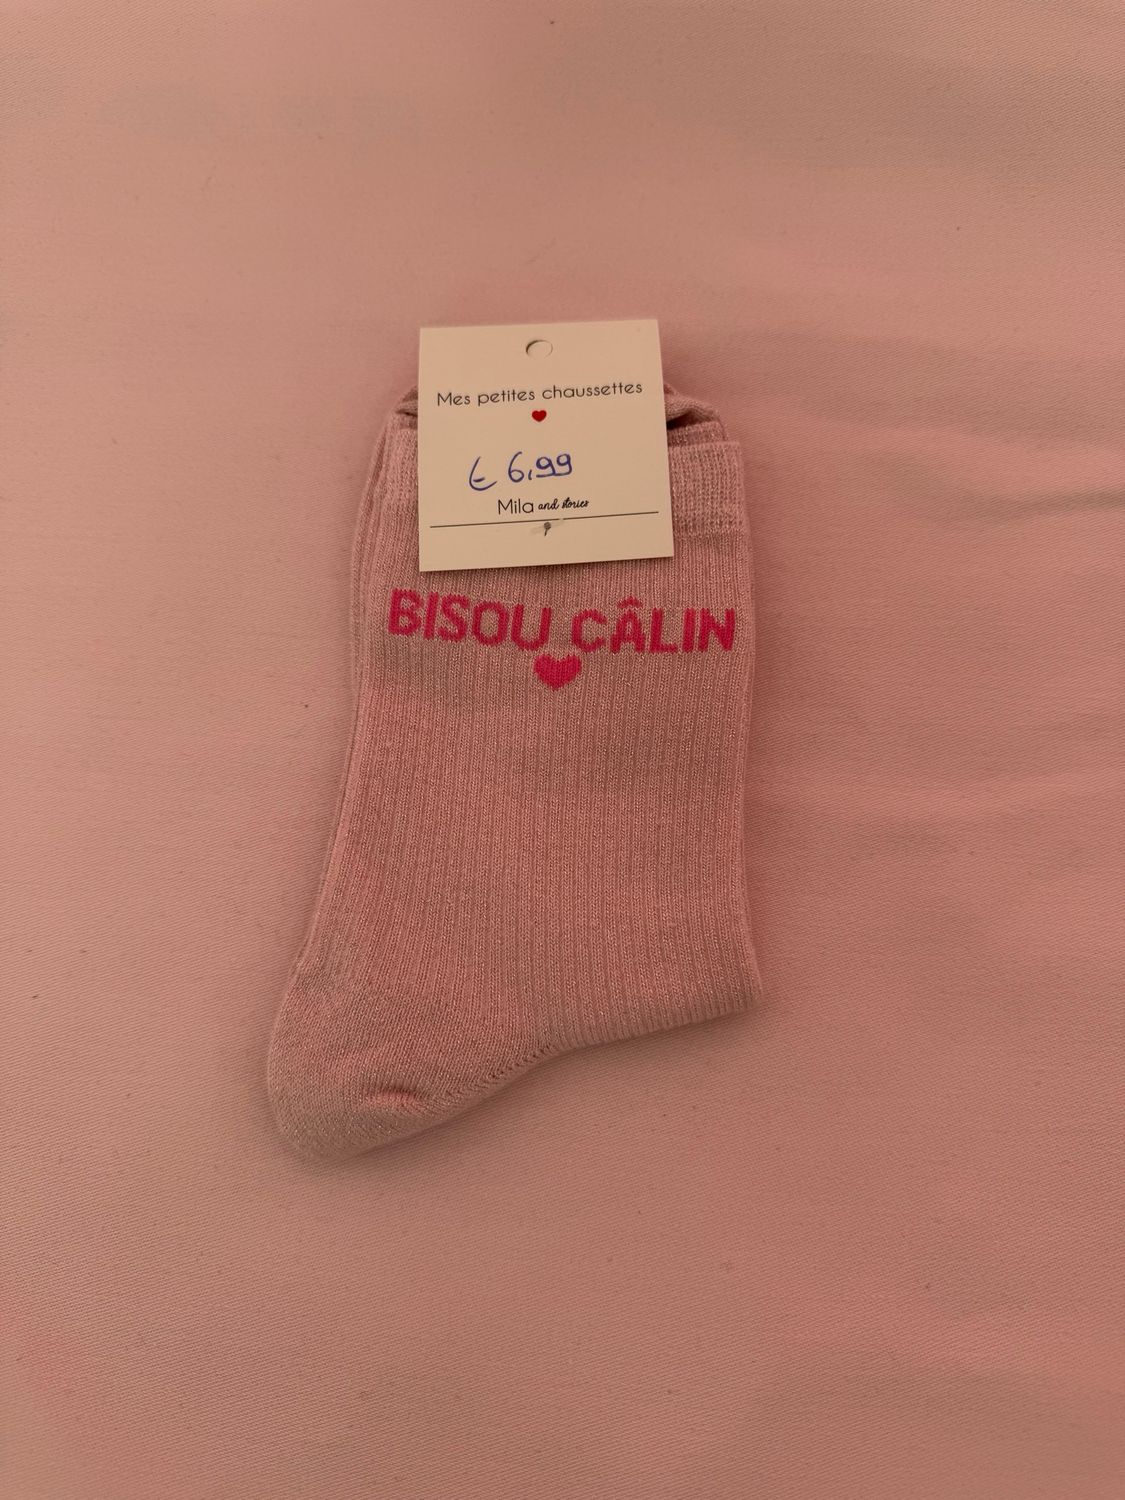 Mes petites chaussettes
€ 6,99
Mila and stories
BISOU CÂLIN